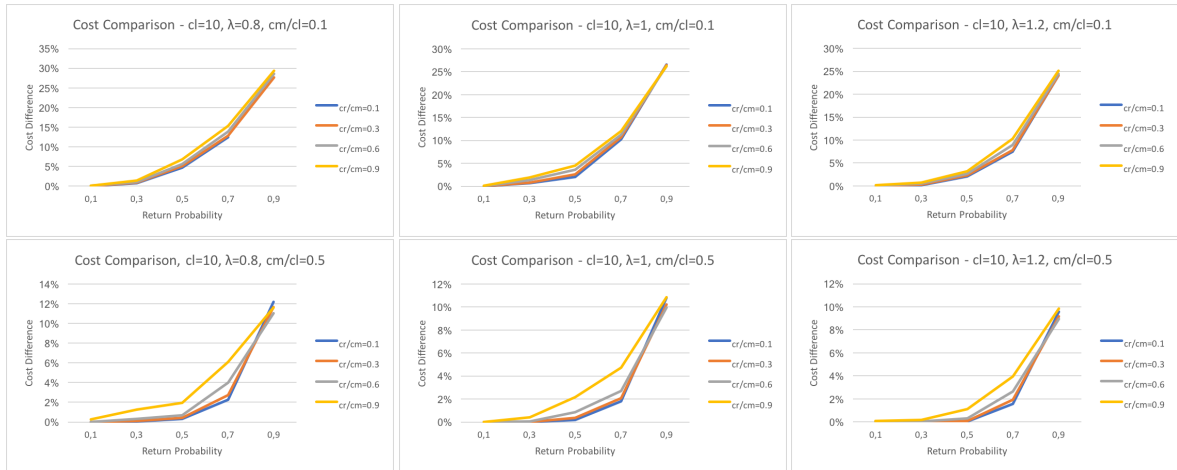 Cost Comparison - cl=10, λ=0.8, cm/cl=0.1
35%
30%
25%
20%
15%
10%
5%
0%
Cost Difference
0,1 0,3 0,5 0,7 0,9
Return Probability
cr/cm=0.1
cr/cm=0.3
cr/cm=0.6
cr/cm=0.9
Cost Comparison - cl=10, λ=1, cm/cl=0.1
30%
25%
20%
15%
10%
5%
0%
Cost Difference
0,1 0,3 0,5 0,7 0,9
Return Probability
cr/cm=0.1
cr/cm=0.3
cr/cm=0.6
cr/cm=0.9
Cost Comparison - cl=10, λ=1.2, cm/cl=0.1
30%
25%
20%
15%
10%
5%
0%
Cost Difference
0,1 0,3 0,5 0,7 0,9
Return Probability
cr/cm=0.1
cr/cm=0.3
cr/cm=0.6
cr/cm=0.9
Cost Comparison, cl=10, λ=0.8, cm/cl=0.5
14%
12%
10%
8%
6%
4%
2%
0%
Cost Difference
0,1 0,3 0,5 0,7 0,9
Return Probability
cr/cm=0.1
cr/cm=0.3
cr/cm=0.6
cr/cm=0.9
Cost Comparison - cl=10, λ=1, cm/cl=0.5
12%
10%
8%
6%
4%
2%
0%
Cost Difference
0,1 0,3 0,5 0,7 0,9
Return Probability
cr/cm=0.1
cr/cm=0.3
cr/cm=0.6
cr/cm=0.9
Cost Comparison - cl=10, λ=1.2, cm/cl=0.5
12%
10%
8%
6%
4%
2%
0%
Cost Difference
0,1 0,3 0,5 0,7 0,9
Return Probability
cr/cm=0.1
cr/cm=0.3
cr/cm=0.6
cr/cm=0.9